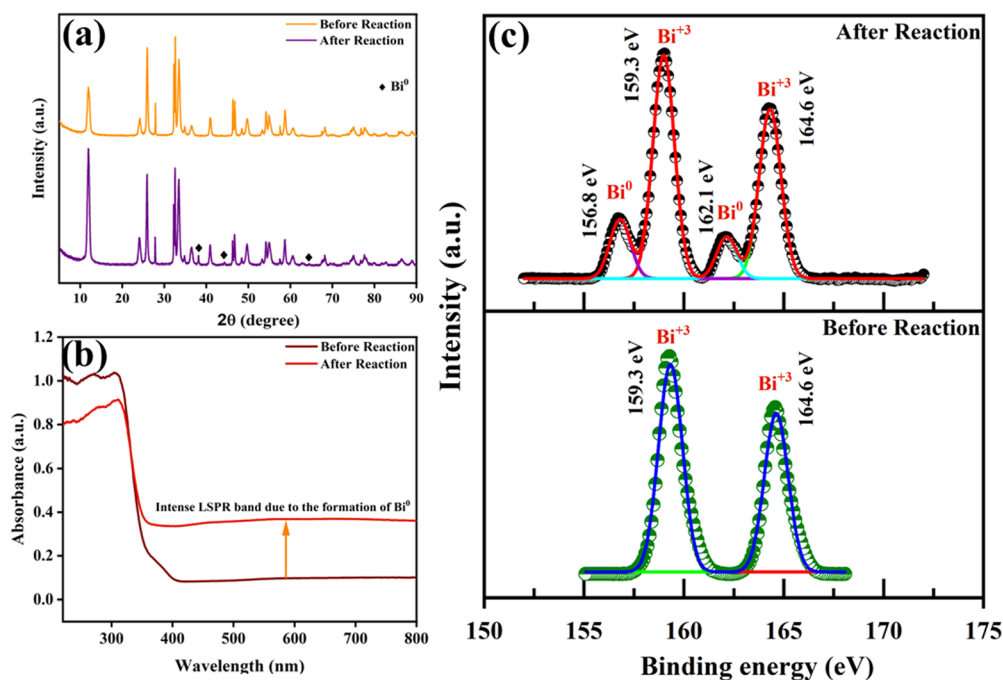 (a)
Before Reaction
After Reaction
♦ Bi⁰
Intensity (a.u.)
10 20 30 40 50 60 70 80 90
2θ (degree)
(b)
Before Reaction
After Reaction
1.2
1.0
0.8
0.6
0.4
0.2
0.0
Absorbance (a.u.)
Intense LSPR band due to the formation of Bi⁰
300 400 500 600 700 800
Wavelength (nm)
(c)
After Reaction
Bi⁺³
159.3 eV
Bi⁺³
164.6 eV
156.8 eV
Bi⁰
162.1 eV
Bi⁰
Before Reaction
Bi⁺³
159.3 eV
Bi⁺³
164.6 eV
Intensity (a.u.)
150 155 160 165 170 175
Binding energy (eV)